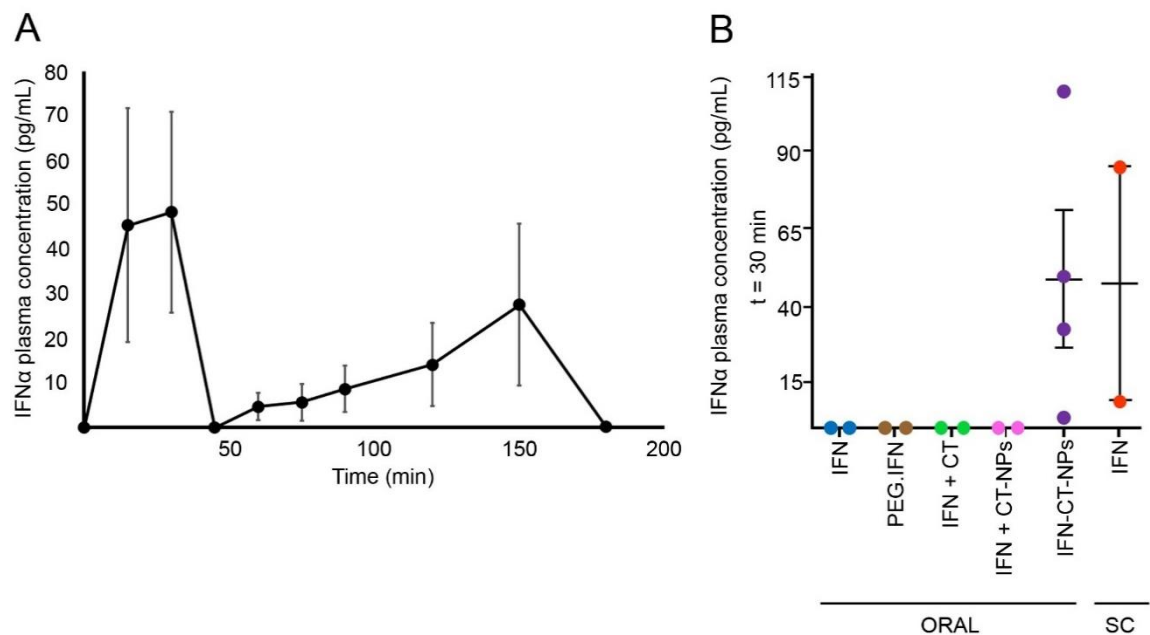 A
IFNα plasma concentration (pg/mL)
80
70
60
50
40
30
20
10
50
100
150
200
Time (min)
B
IFNα plasma concentration (pg/mL)
t = 30 min
115
90
65
40
15
IFN
PEG.IFN
IFN + CT
IFN + CT-NPs
IFN-CT-NPs
IFN
ORAL
SC